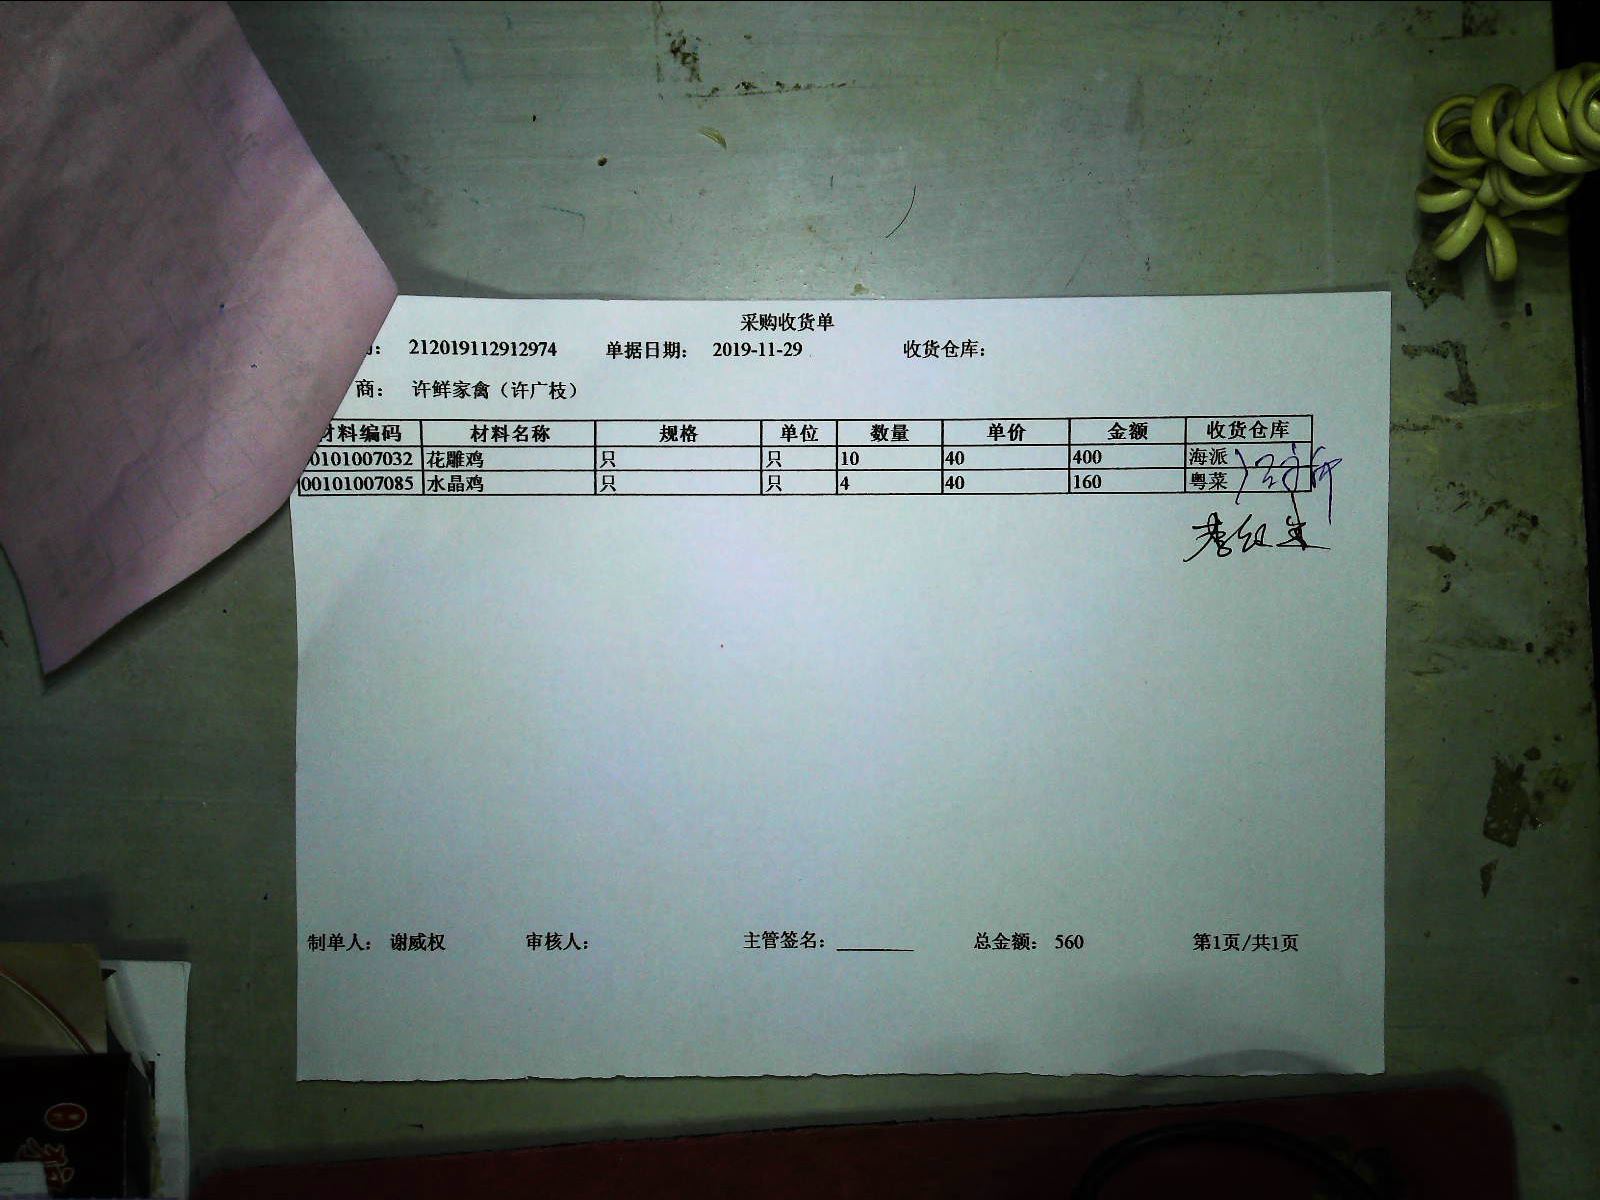 采购收货单
: 212019112912974 单据日期: 2019-11-29 收货仓库:
商: 许鲜家禽（许广枝）
材料编码 材料名称 规格 单位 数量 单价 金额 收货仓库
00101007032 花雕鸡 只 只 10 40 400 海派
00101007085 水晶鸡 只 只 4 40 160 粤菜
制单人: 谢威权 审核人: 主管签名: 总金额: 560 第1页/共1页